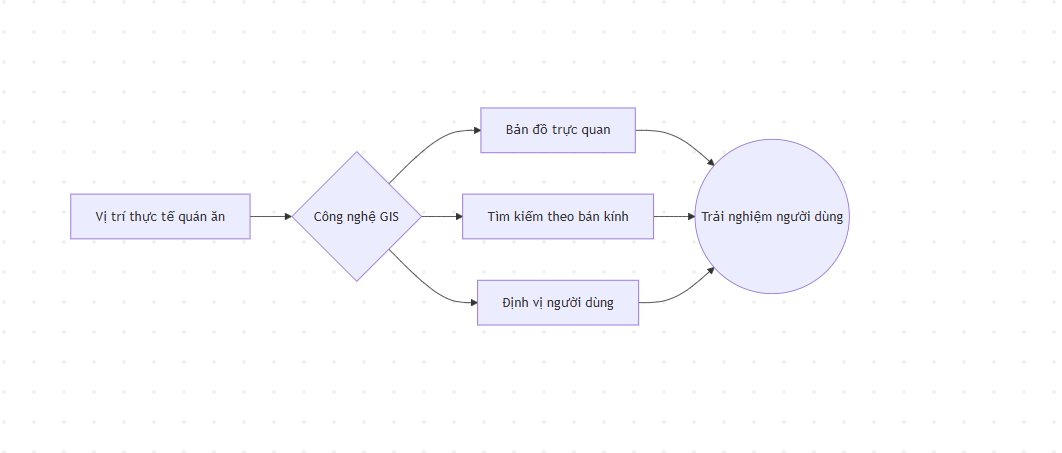 Vị trí thực tế quán ăn
Công nghệ GIS
Bản đồ trực quan
Tìm kiếm theo bán kính
Định vị người dùng
Trải nghiệm người dùng